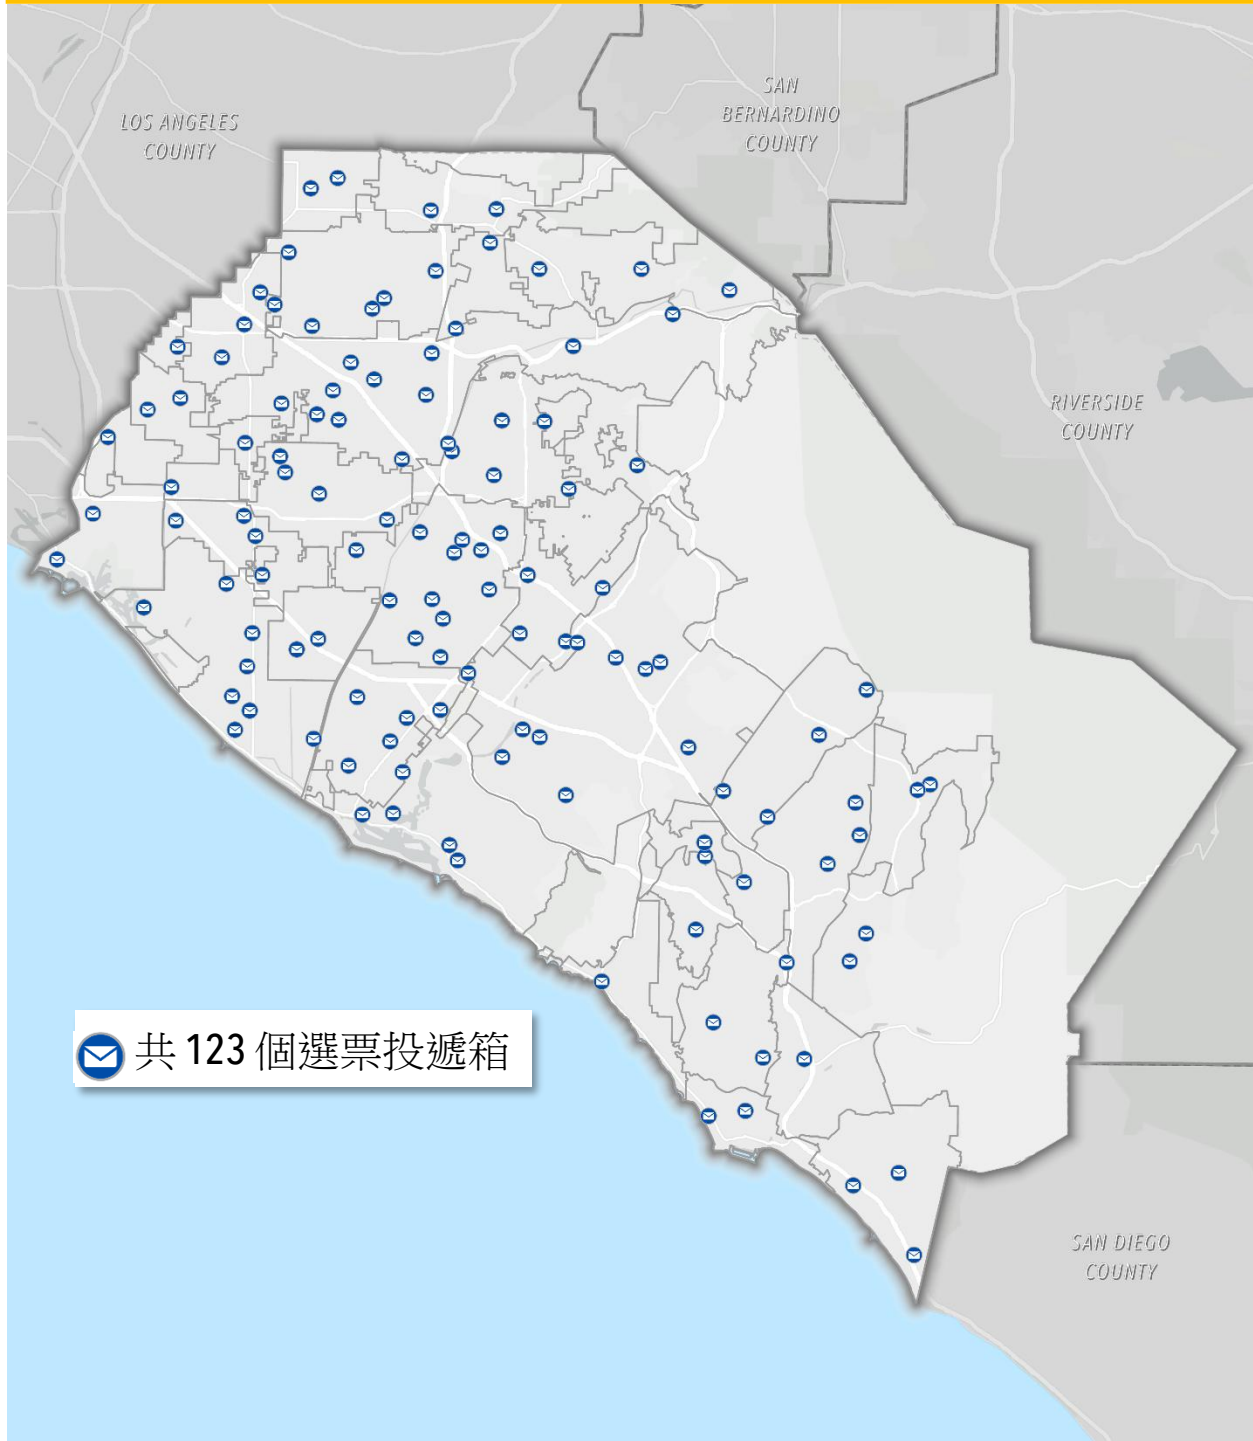 SAN
BERNARDINO
COUNTY
LOS ANGELES
COUNTY
RIVERSIDE
COUNTY
共 123 個選票投遞箱
SAN DIEGO
COUNTY